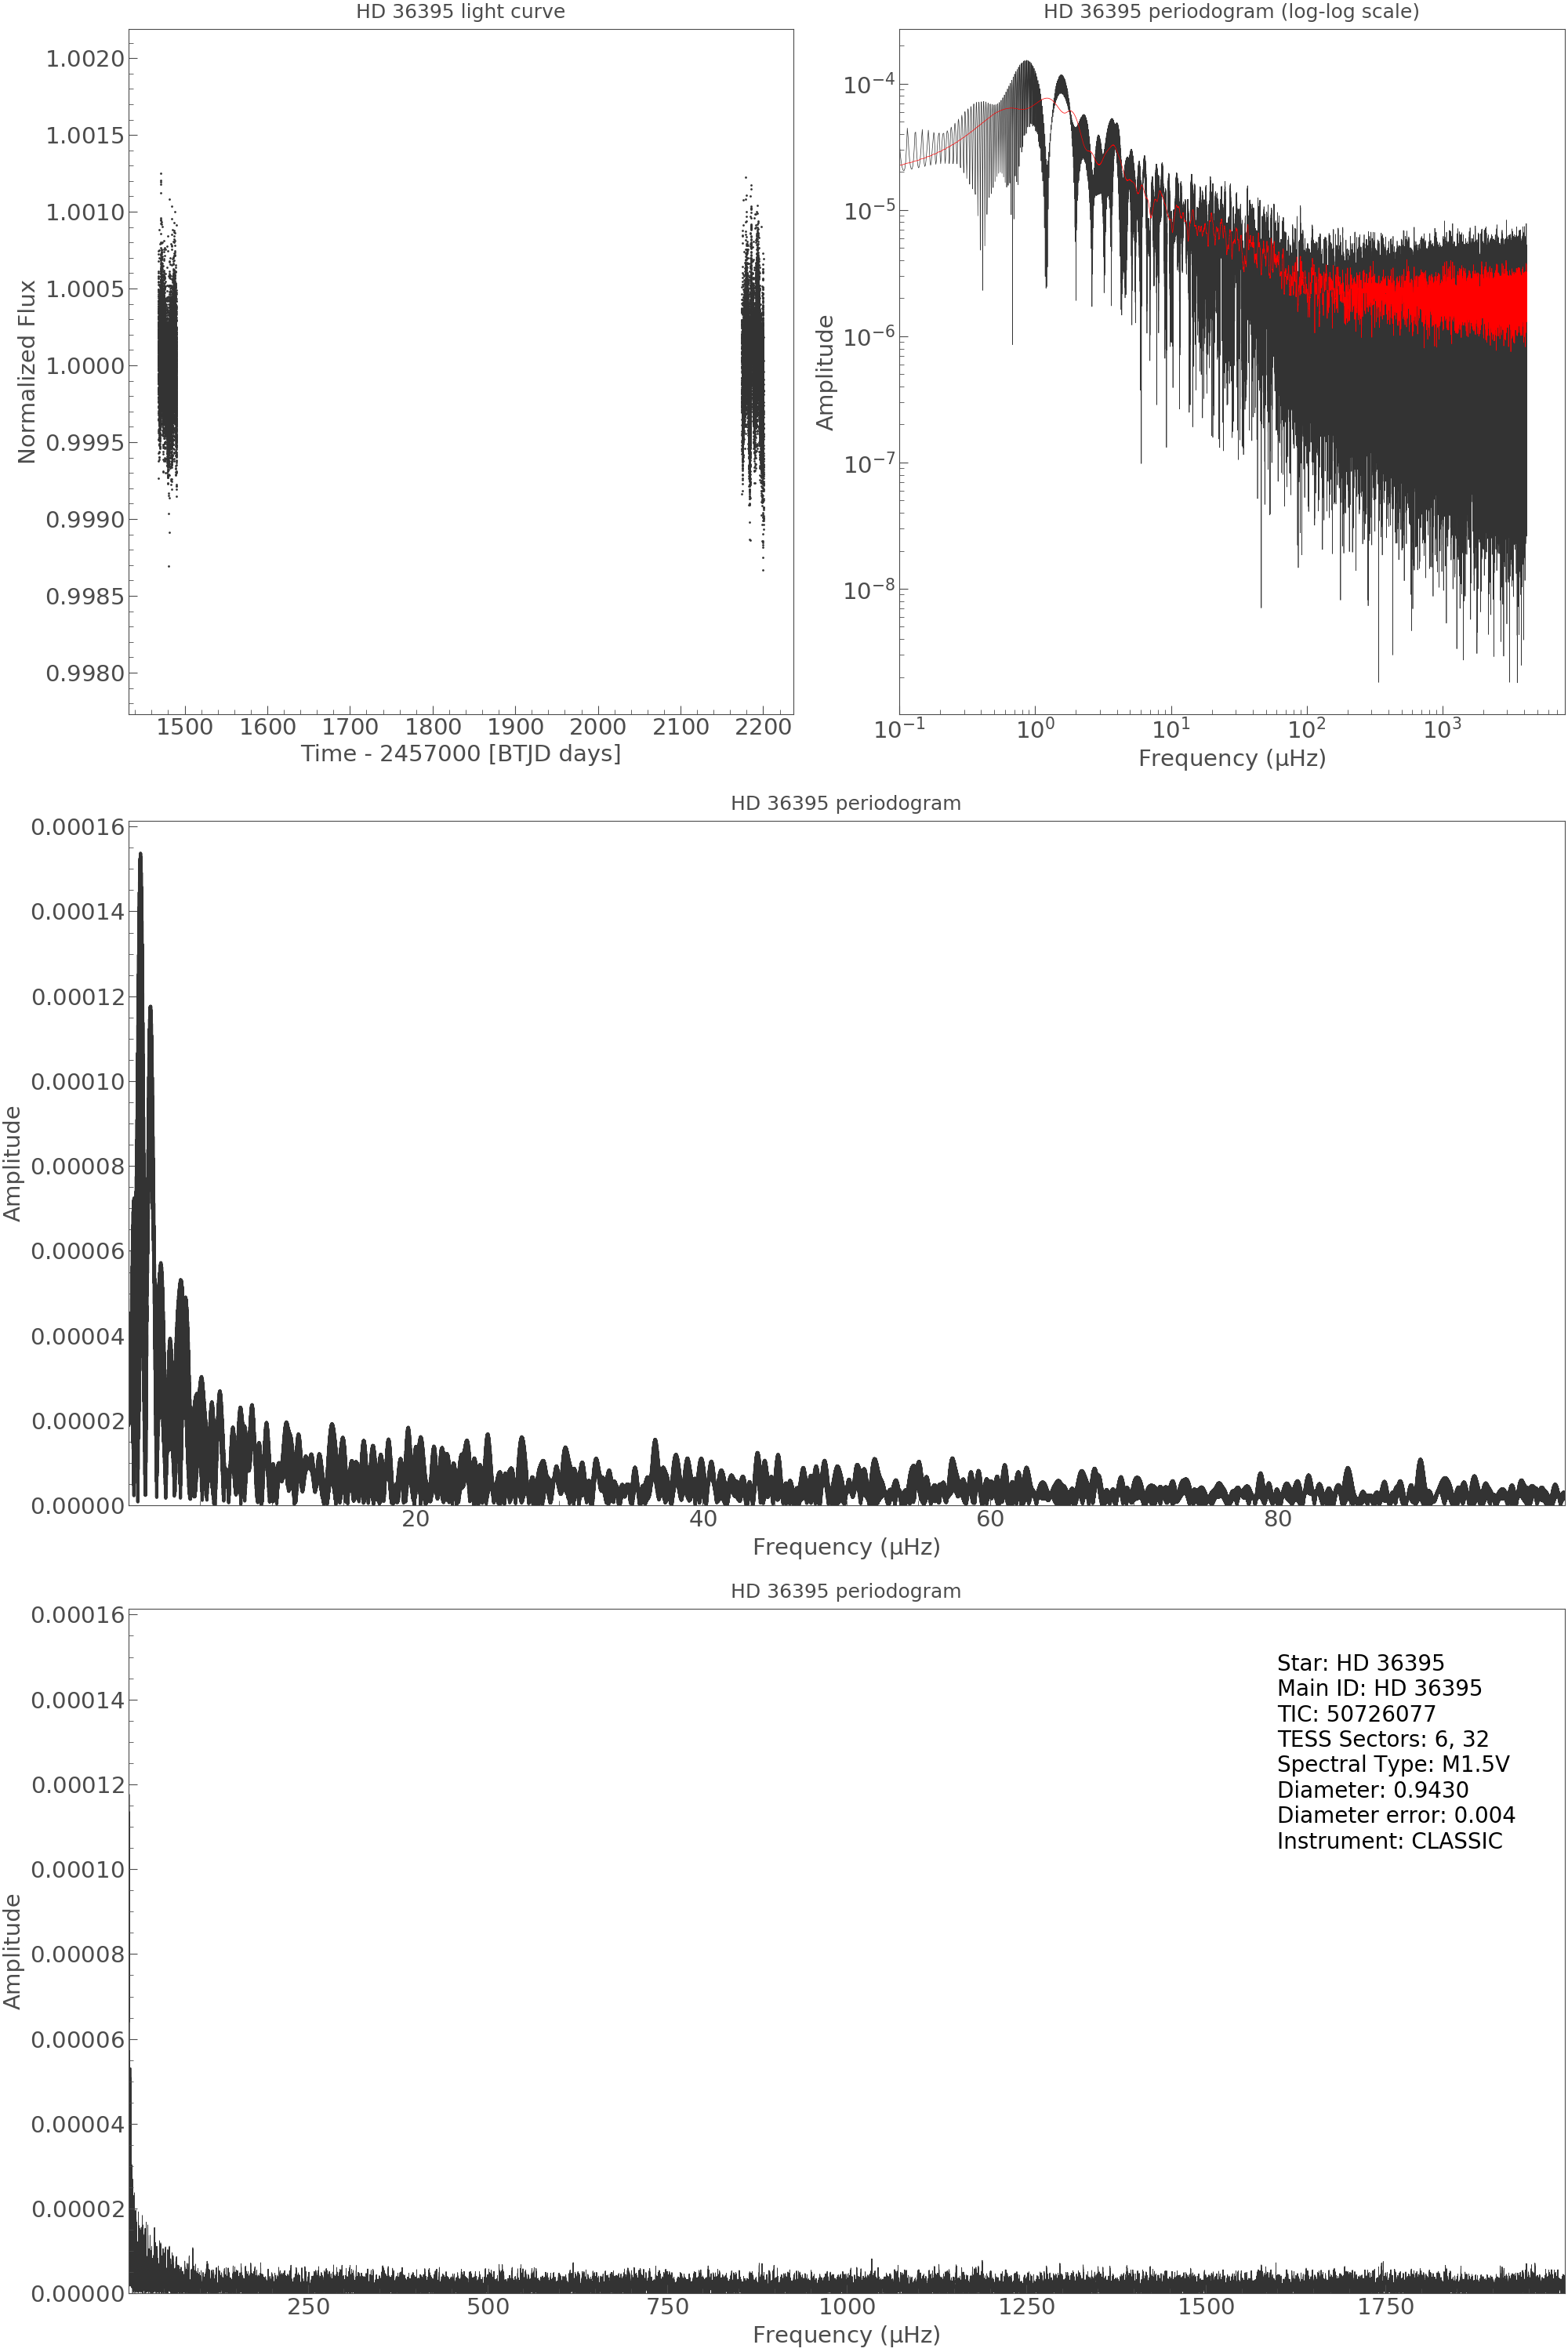 HD 36395 light curve
1.0020
1.0015
1.0010
1.0005
1.0000
0.9995
0.9990
0.9985
0.9980
Normalized Flux
1500 1600 1700 1800 1900 2000 2100 2200
Time - 2457000 [BTJD days]
HD 36395 periodogram (log-log scale)
10⁻⁴
10⁻⁵
10⁻⁶
10⁻⁷
10⁻⁸
Amplitude
10⁻¹ 10⁰ 10¹ 10² 10³
Frequency (μHz)
HD 36395 periodogram
0.00016
0.00014
0.00012
0.00010
0.00008
0.00006
0.00004
0.00002
0.00000
Amplitude
20 40 60 80
Frequency (μHz)
HD 36395 periodogram
0.00016
0.00014
0.00012
0.00010
0.00008
0.00006
0.00004
0.00002
0.00000
Amplitude
Star: HD 36395
Main ID: HD 36395
TIC: 50726077
TESS Sectors: 6, 32
Spectral Type: M1.5V
Diameter: 0.9430
Diameter error: 0.004
Instrument: CLASSIC
250 500 750 1000 1250 1500 1750
Frequency (μHz)